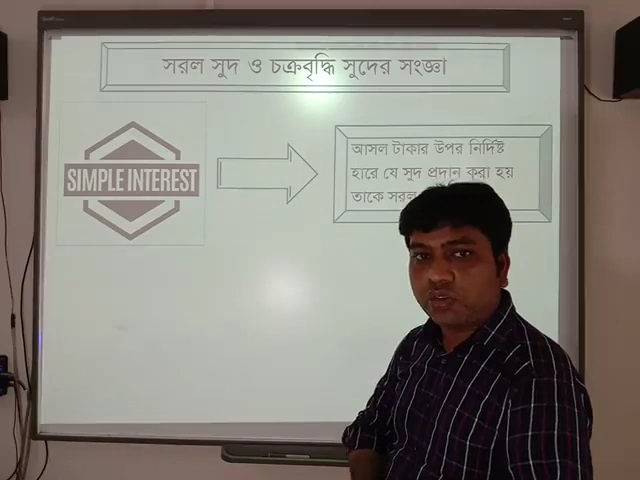 সরল সুদ ও চক্রবৃদ্ধি সুদের সংজ্ঞা
SIMPLE INTEREST
আসল টাকার উপর নির্দিষ্ট
হারে যে সুদ প্রদান করা হয়
তাকে সরল